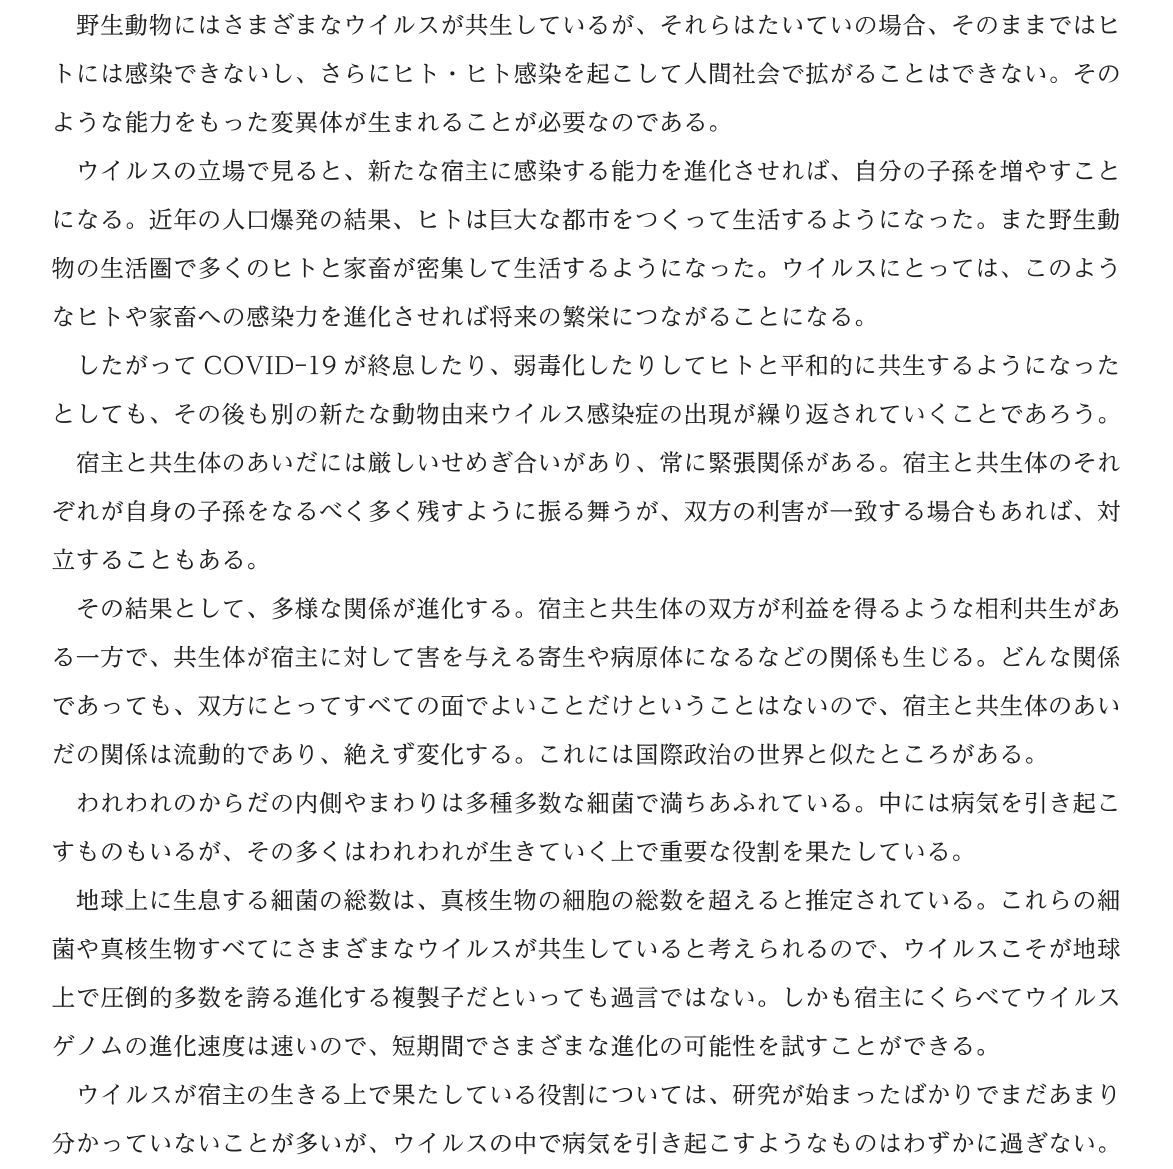 野生動物にはさまざまなウイルスが共生しているが、それらはたいていの場合、そのままではヒ
トには感染できないし、さらにヒト・ヒト感染を起こして人間社会で拡がることはできない。その
ような能力をもった変異体が生まれることが必要なのである。
　ウイルスの立場で見ると、新たな宿主に感染する能力を進化させれば、自分の子孫を増やすこと
になる。近年の人口爆発の結果、ヒトは巨大な都市をつくって生活するようになった。また野生動
物の生活圏で多くのヒトと家畜が密集して生活するようになった。ウイルスにとっては、このよう
なヒトや家畜への感染力を進化させれば将来の繁栄につながることになる。
　したがって COVID-19 が終息したり、弱毒化したりしてヒトと平和的に共生するようになった
としても、その後も別の新たな動物由来ウイルス感染症の出現が繰り返されていくことであろう。
　宿主と共生体のあいだには厳しいせめぎ合いがあり、常に緊張関係がある。宿主と共生体のそれ
ぞれが自身の子孫をなるべく多く残すように振る舞うが、双方の利害が一致する場合もあれば、対
立することもある。
　その結果として、多様な関係が進化する。宿主と共生体の双方が利益を得るような相利共生があ
る一方で、共生体が宿主に対して害を与える寄生や病原体になるなどの関係も生じる。どんな関係
であっても、双方にとってすべての面でよいことだけということはないので、宿主と共生体のあい
だの関係は流動的であり、絶えず変化する。これには国際政治の世界と似たところがある。
　われわれのからだの内側やまわりは多種多数な細菌で満ちあふれている。中には病気を引き起こ
すものもいるが、その多くはわれわれが生きていく上で重要な役割を果たしている。
　地球上に生息する細菌の総数は、真核生物の細胞の総数を超えると推定されている。これらの細
菌や真核生物すべてにさまざまなウイルスが共生していると考えられるので、ウイルスこそが地球
上で圧倒的多数を誇る進化する複製子だといっても過言ではない。しかも宿主にくらべてウイルス
ゲノムの進化速度は速いので、短期間でさまざまな進化の可能性を試すことができる。
　ウイルスが宿主の生きる上で果たしている役割については、研究が始まったばかりでまだあまり
分かっていないことが多いが、ウイルスの中で病気を引き起こすようなものはわずかに過ぎない。